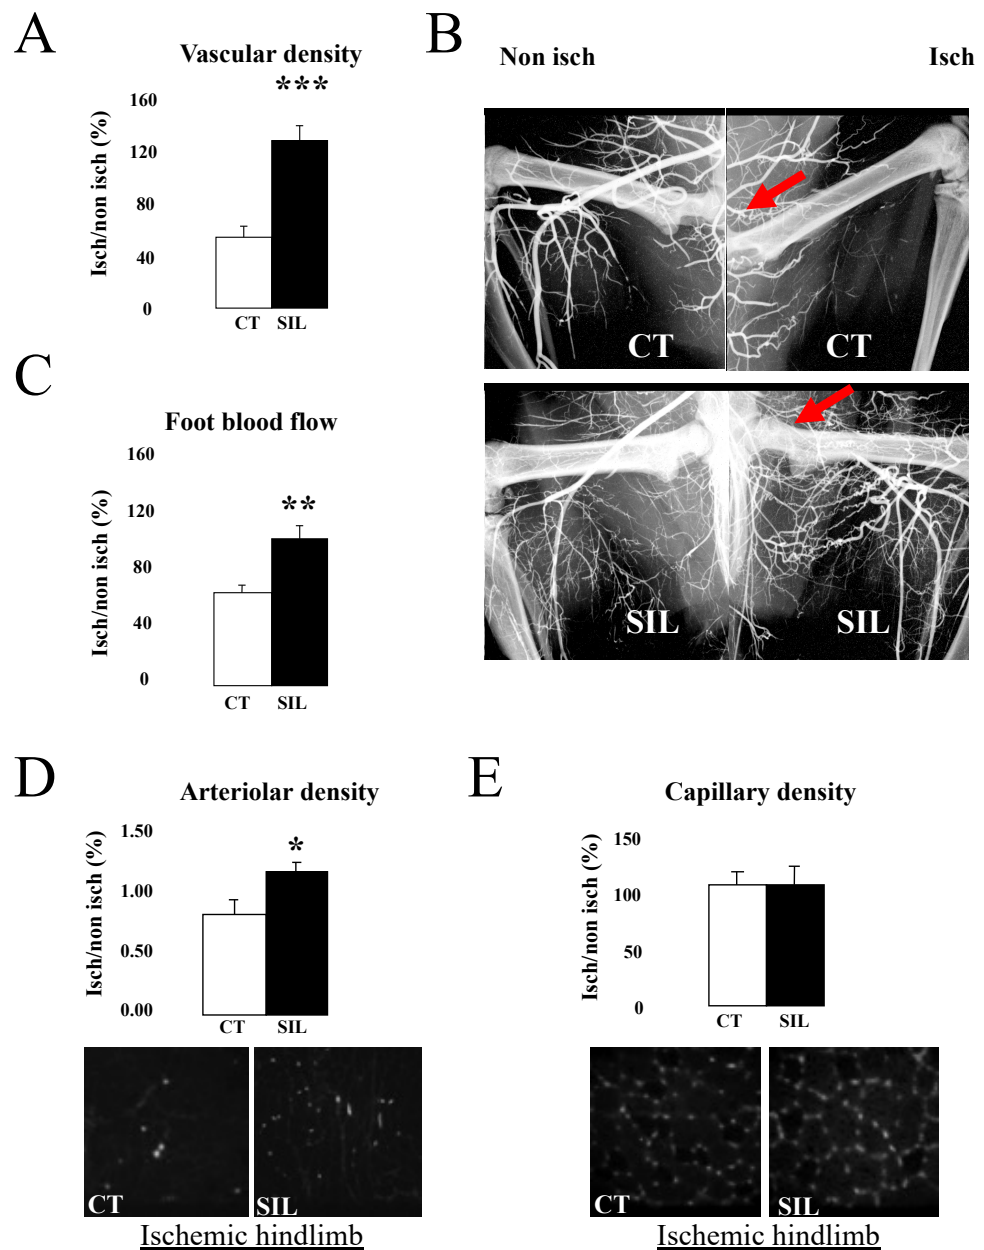 A
Vascular density
***
Isch/non isch (%)
160
120
80
40
0
CT SIL
B
Non isch
Isch
CT
CT
SIL
SIL
C
Foot blood flow
**
Isch/non isch (%)
160
120
80
40
0
CT SIL
D
Arteriolar density
*
Isch/non isch (%)
1.50
1.00
0.50
0.00
CT SIL
CT
SIL
Ischemic hindlimb
E
Capillary density
Isch/non isch (%)
150
100
50
0
CT SIL
CT
SIL
Ischemic hindlimb